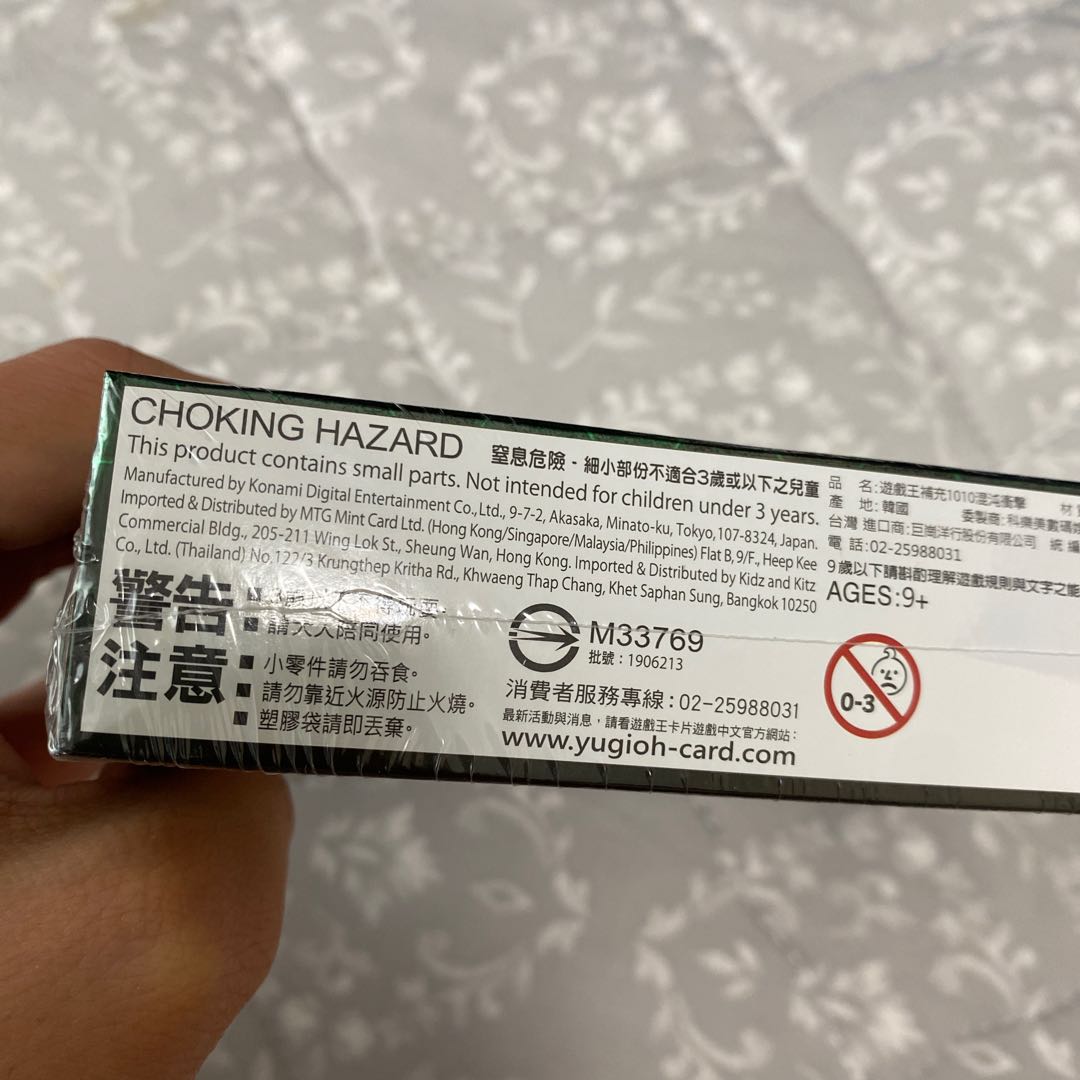 CHOKING HAZARD 窒息危險 - 細小部份不適合3歲或以下之兒童
This product contains small parts. Not intended for children under 3 years.
Manufactured by Konami Digital Entertainment Co., Ltd., 9-7-2, Akasaka, Minato-ku, Tokyo, 107-8324, Japan.
Imported & Distributed by MTG Mint Card Ltd. (Hong Kong/Singapore/Malaysia/Philippines) Flat B, 9/F., Heep Kee
Commercial Bldg., 205-211 Wing Lok St., Sheung Wan, Hong Kong. Imported & Distributed by Kidz and Kitz
Co., Ltd. (Thailand) No.122/3 Krungthep Kritha Rd., Khwaeng Thap Chang, Khet Saphan Sung, Bangkok 10250
警告:
請大人陪同使用。
注意:小零件請勿吞食。
請勿靠近火源防止火燒。
塑膠袋請即丟棄。
M33769
批號:1906213
消費者服務專線:02-25988031
最新活動與消息,請看遊戲王卡片遊戲中文官方網站:
www.yugioh-card.com
品 名:遊戲王補充1010混沌衝擊 材
產 地:韓國 委製商:科樂美數碼
台灣 進口商:巨崗洋行股份有限公司 統編
電 話:02-25988031
9歲以下請斟酌理解遊戲規則與文字之能
AGES:9+
0-3